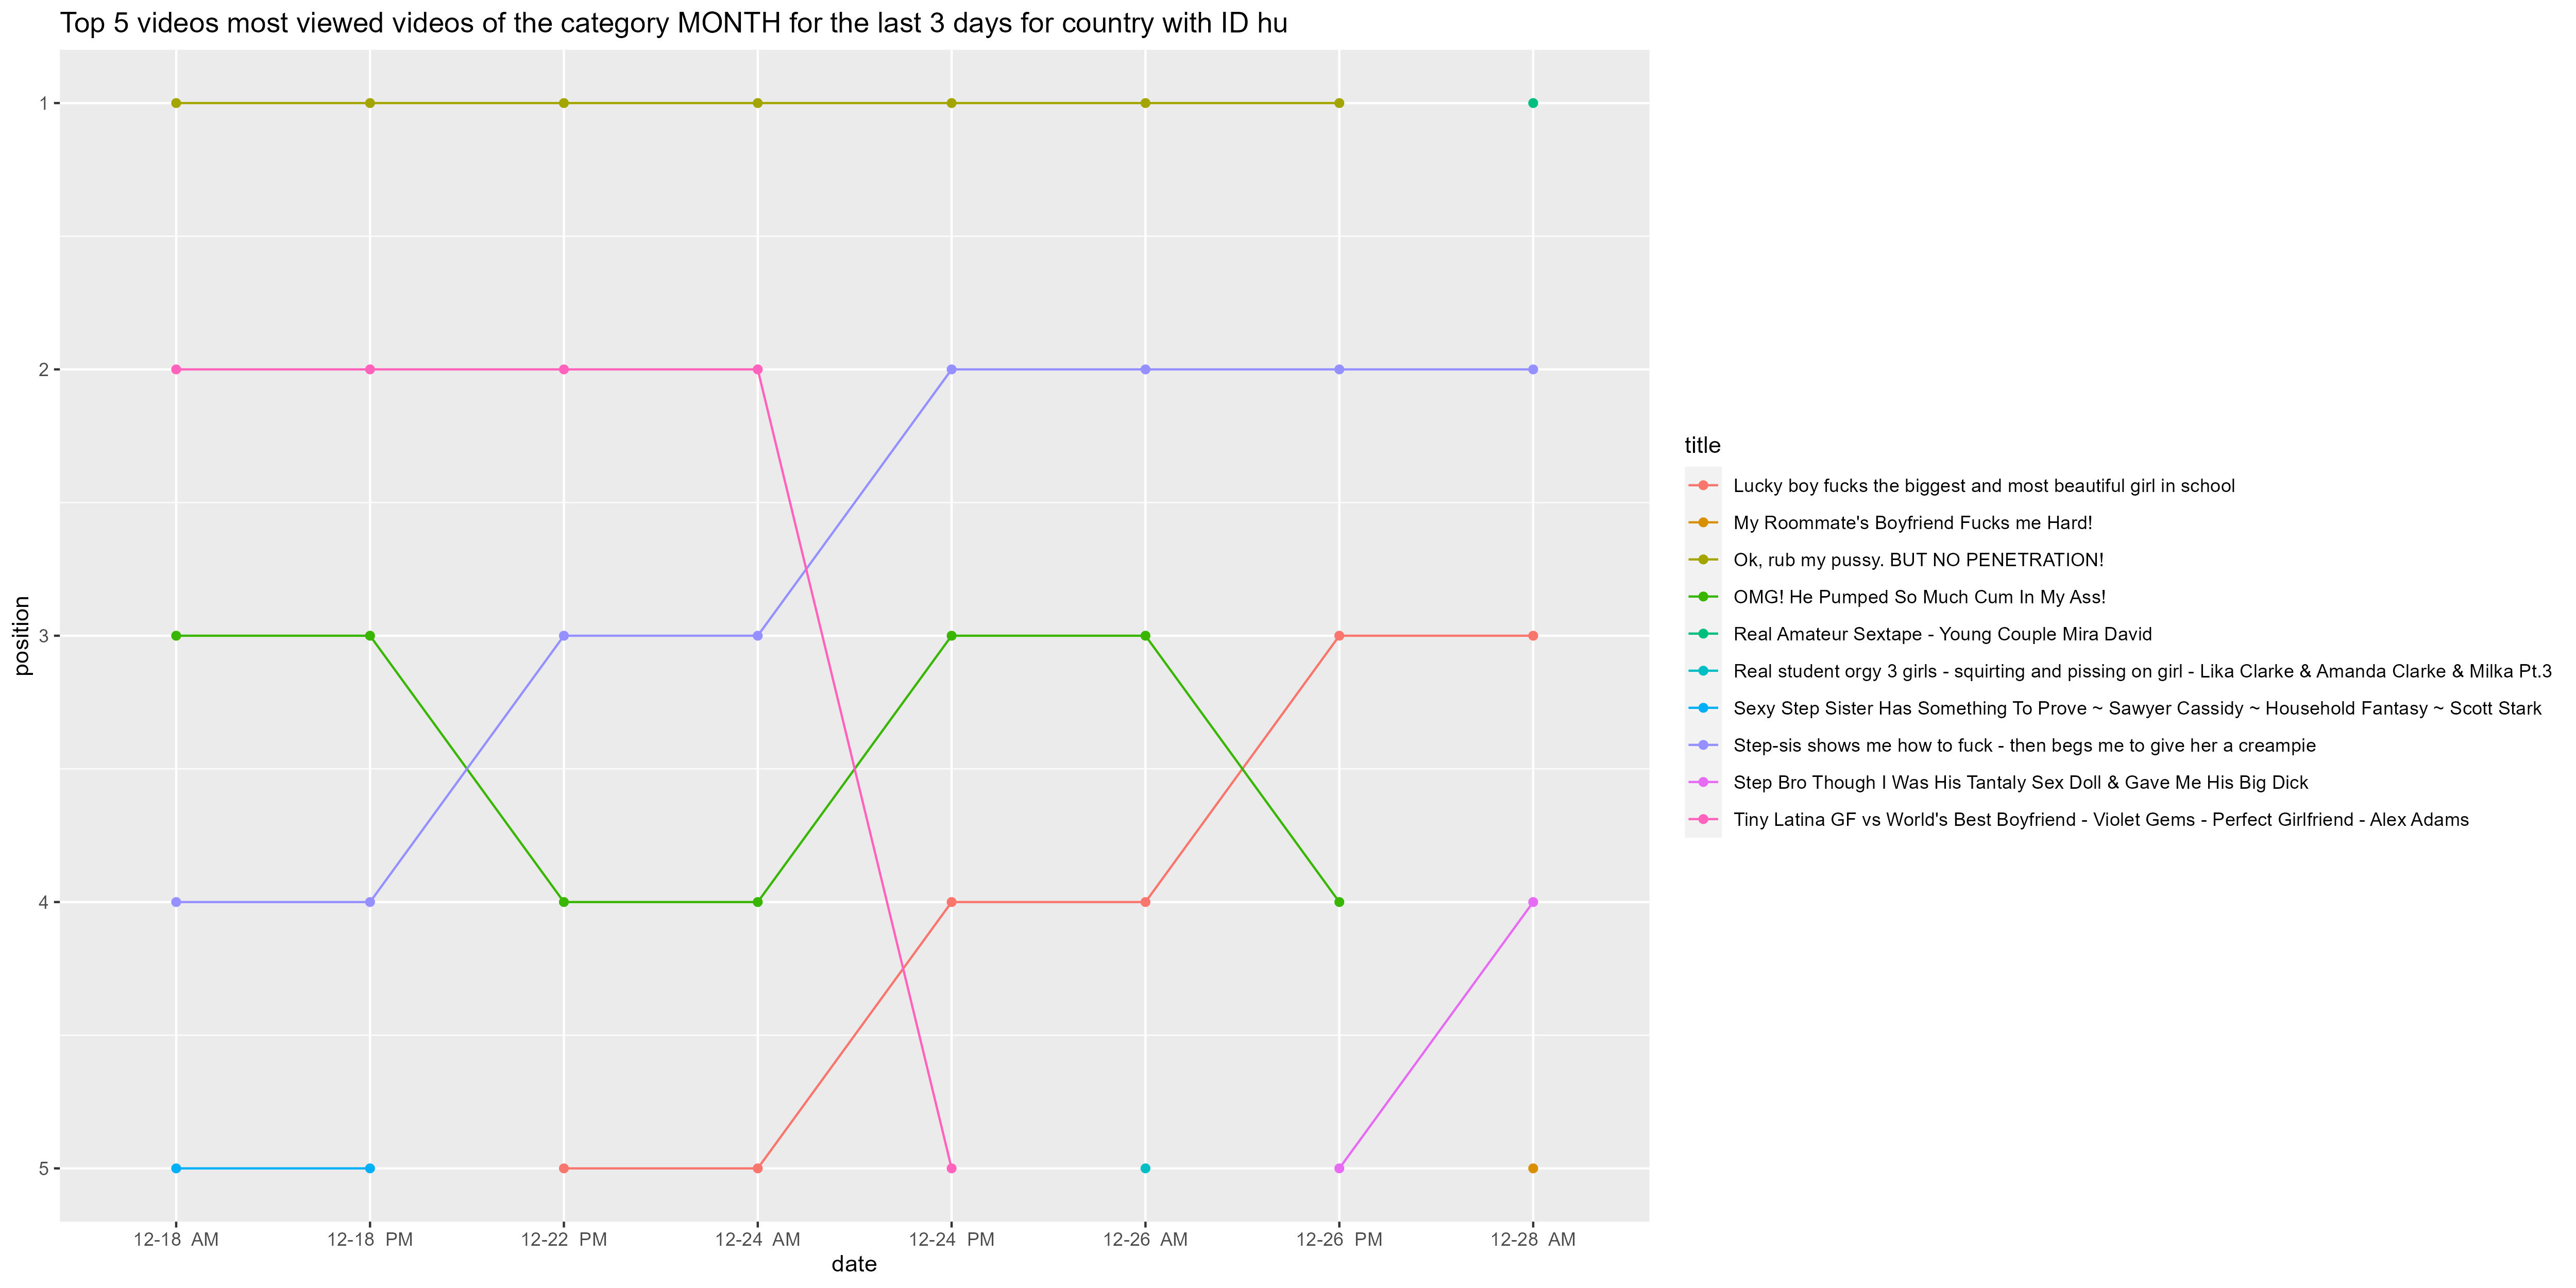 Top 5 videos most viewed videos of the category MONTH for the last 3 days for country with ID hu
1
2
3
4
5
position
12-18 AM
12-18 PM
12-22 PM
12-24 AM
12-24 PM
12-26 AM
12-26 PM
12-28 AM
date
title
Lucky boy fucks the biggest and most beautiful girl in school
My Roommate's Boyfriend Fucks me Hard!
Ok, rub my pussy. BUT NO PENETRATION!
OMG! He Pumped So Much Cum In My Ass!
Real Amateur Sextape - Young Couple Mira David
Real student orgy 3 girls - squirting and pissing on girl - Lika Clarke & Amanda Clarke & Milka Pt.3
Sexy Step Sister Has Something To Prove ~ Sawyer Cassidy ~ Household Fantasy ~ Scott Stark
Step-sis shows me how to fuck - then begs me to give her a creampie
Step Bro Though I Was His Tantaly Sex Doll & Gave Me His Big Dick
Tiny Latina GF vs World's Best Boyfriend - Violet Gems - Perfect Girlfriend - Alex Adams